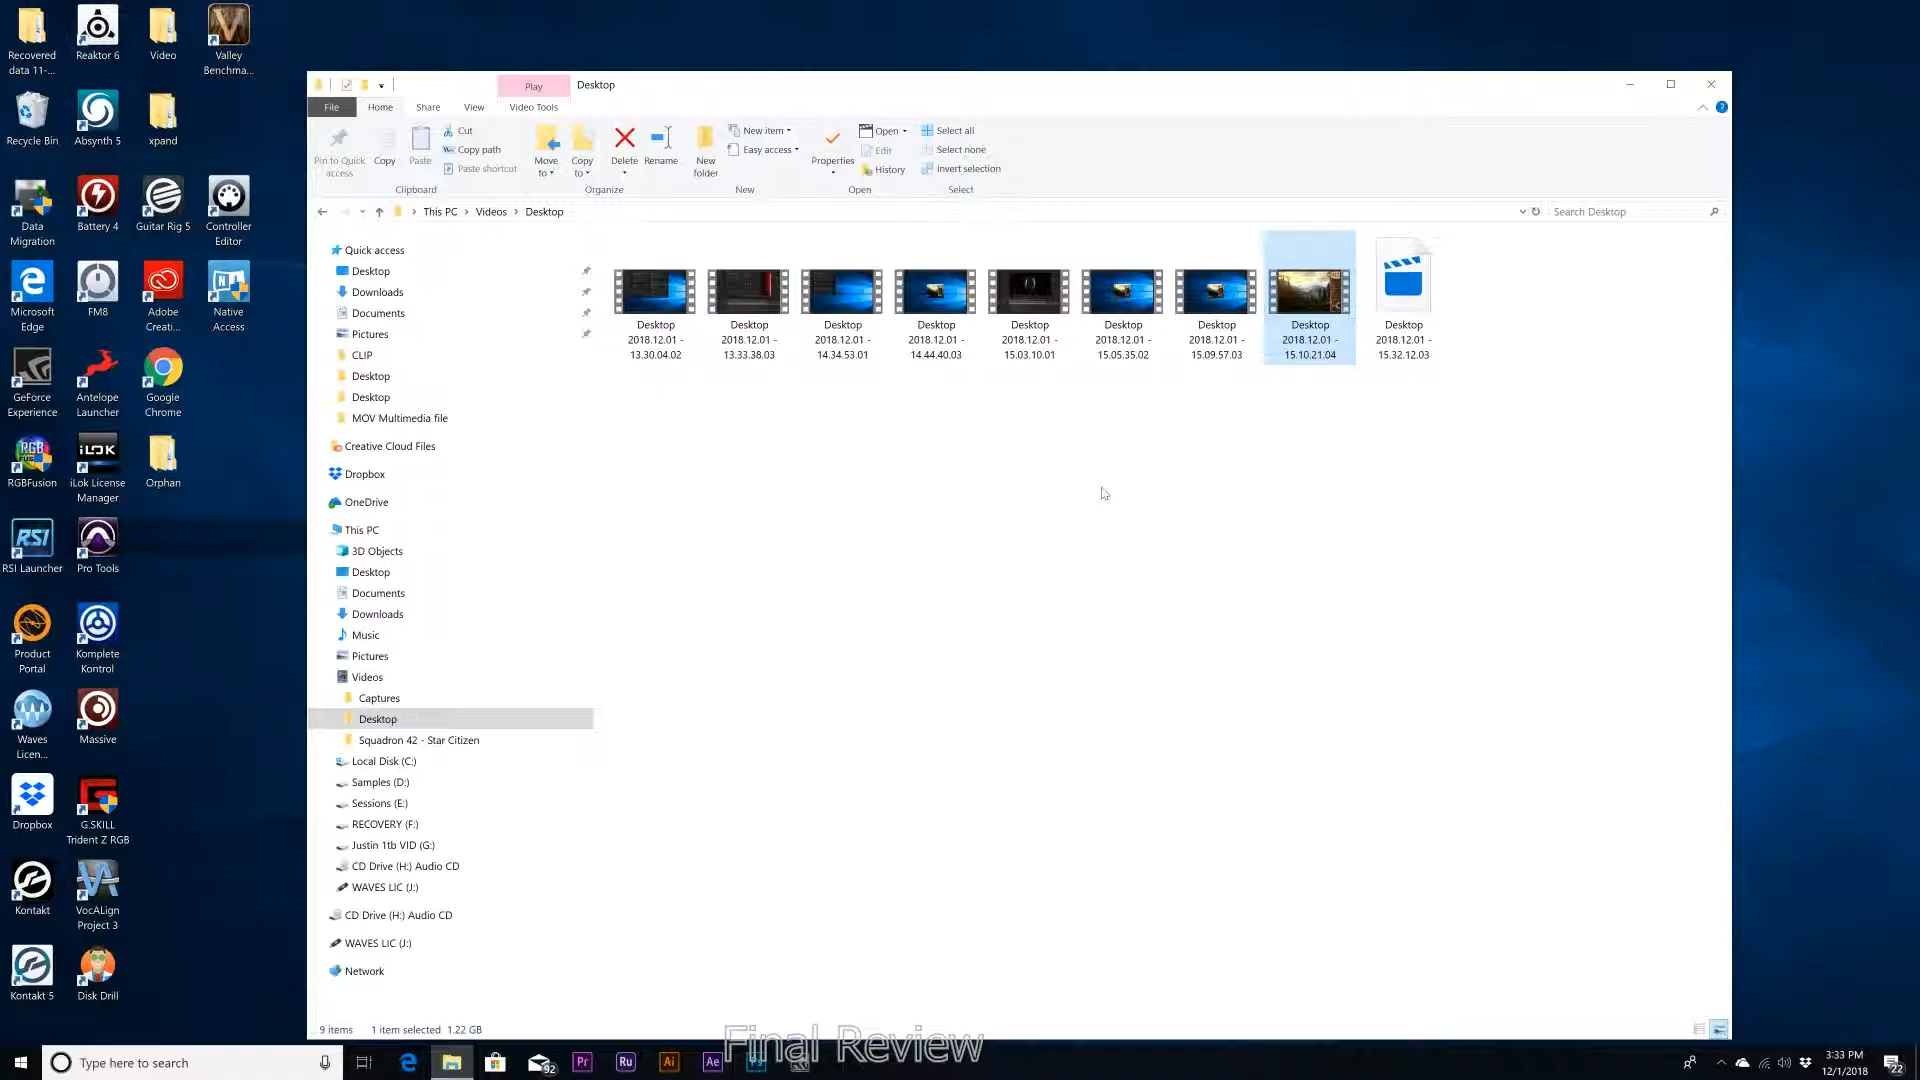 Recovered
data 11-...
Reaktor 6
Video
Valley
Benchma...
Recycle Bin
Absynth 5
xpand
Data
Migration
Battery 4
Guitar Rig 5
Controller
Editor
Microsoft
Edge
FM8
Adobe
Creati...
Native
Access
GeForce
Experience
Antelope
Launcher
Google
Chrome
RGBFusion
iLok License
Manager
Orphan
RSI Launcher
Pro Tools
Product
Portal
Komplete
Kontrol
Waves
Licen...
Massive
Dropbox
G.SKILL
Trident Z RGB
Kontakt
VocALign
Project 3
Kontakt 5
Disk Drill
Play
Desktop
File
Home
Share
View
Video Tools
Pin to Quick
access
Copy
Paste
Cut
Copy path
Paste shortcut
Clipboard
Move
to
Copy
to
Delete
Rename
Organize
New
folder
New item
Easy access
New
Properties
Open
Edit
History
Open
Select all
Select none
Invert selection
Select
This PC > Videos > Desktop
Search Desktop
Quick access
Desktop
Downloads
Documents
Pictures
CLIP
Desktop
Desktop
MOV Multimedia file
Creative Cloud Files
Dropbox
OneDrive
This PC
3D Objects
Desktop
Documents
Downloads
Music
Pictures
Videos
Captures
Desktop
Squadron 42 - Star Citizen
Local Disk (C:)
Samples (D:)
Sessions (E:)
RECOVERY (F:)
Justin 1tb VID (G:)
CD Drive (H:) Audio CD
WAVES LIC (J:)
CD Drive (H:) Audio CD
WAVES LIC (J:)
Network
Desktop
2018.12.01 -
13.30.04.02
Desktop
2018.12.01 -
13.33.38.03
Desktop
2018.12.01 -
14.34.53.01
Desktop
2018.12.01 -
14.44.40.03
Desktop
2018.12.01 -
15.03.10.01
Desktop
2018.12.01 -
15.05.35.02
Desktop
2018.12.01 -
15.09.57.03
Desktop
2018.12.01 -
15.10.21.04
Desktop
2018.12.01 -
15.32.12.03
9 items
1 item selected 1.22 GB
Final Review
Type here to search
92
Pr
Ru
Ai
Ae
Ps
3:33 PM
12/1/2018
22